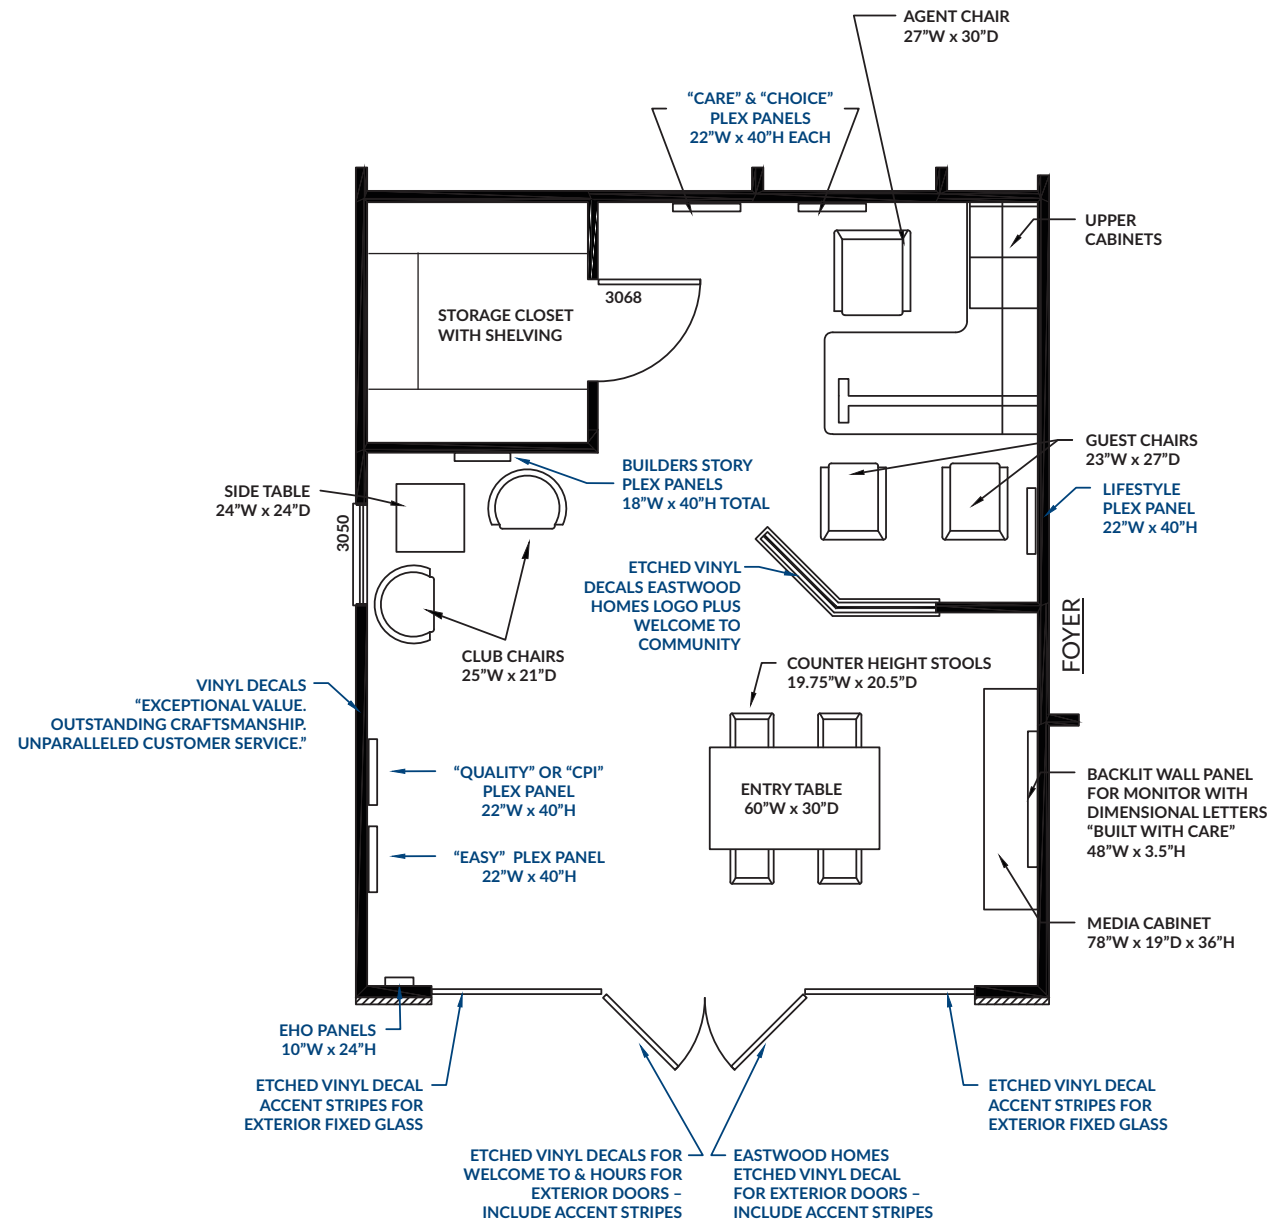 AGENT CHAIR
27”W x 30”D
“CARE” & “CHOICE”
PLEX PANELS
22”W x 40”H EACH
UPPER
CABINETS
3068
STORAGE CLOSET
WITH SHELVING
GUEST CHAIRS
23”W x 27”D
BUILDERS STORY
PLEX PANELS
18”W x 40”H TOTAL
SIDE TABLE
24”W x 24”D
LIFESTYLE
PLEX PANEL
22”W x 40”H
3050
ETCHED VINYL
DECALS EASTWOOD
HOMES LOGO PLUS
WELCOME TO
COMMUNITY
FOYER
CLUB CHAIRS
25”W x 21”D
COUNTER HEIGHT STOOLS
19.75”W x 20.5”D
VINYL DECALS
“EXCEPTIONAL VALUE.
OUTSTANDING CRAFTSMANSHIP.
UNPARALLELED CUSTOMER SERVICE.”
“QUALITY” OR “CPI”
PLEX PANEL
22”W x 40”H
ENTRY TABLE
60”W x 30”D
BACKLIT WALL PANEL
FOR MONITOR WITH
DIMENSIONAL LETTERS
“BUILT WITH CARE”
48”W x 3.5”H
“EASY” PLEX PANEL
22”W x 40”H
MEDIA CABINET
78”W x 19”D x 36”H
EHO PANELS
10”W x 24”H
ETCHED VINYL DECAL
ACCENT STRIPES FOR
EXTERIOR FIXED GLASS
ETCHED VINYL DECAL
ACCENT STRIPES FOR
EXTERIOR FIXED GLASS
ETCHED VINYL DECALS FOR
WELCOME TO & HOURS FOR
EXTERIOR DOORS –
INCLUDE ACCENT STRIPES
EASTWOOD HOMES
ETCHED VINYL DECAL
FOR EXTERIOR DOORS –
INCLUDE ACCENT STRIPES